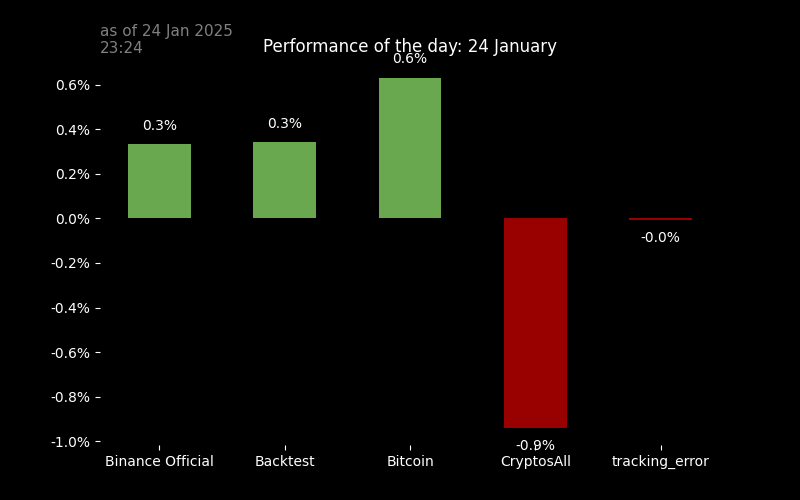 as of 24 Jan 2025
23:24
Performance of the day: 24 January
0.6%
0.6%
0.4%
0.2%
0.0%
-0.2%
-0.4%
-0.6%
-0.8%
-1.0%
0.3%
0.3%
-0.9%
-0.0%
Binance Official
Backtest
Bitcoin
CryptosAll
tracking_error